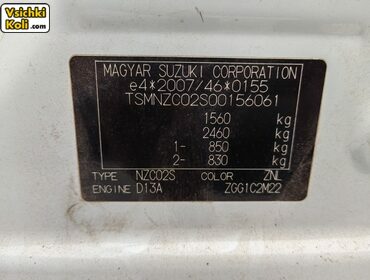 Vsichki
Koli.com
MAGYAR SUZUKI CORPORATION
e4*2007/46*0155
TSMNZC02S00156061
1560 kg
2460 kg
1- 850 kg
2- 830 kg
TYPE NZC02S COLOR ZNL
ENGINE D13A ZGG1C2M22